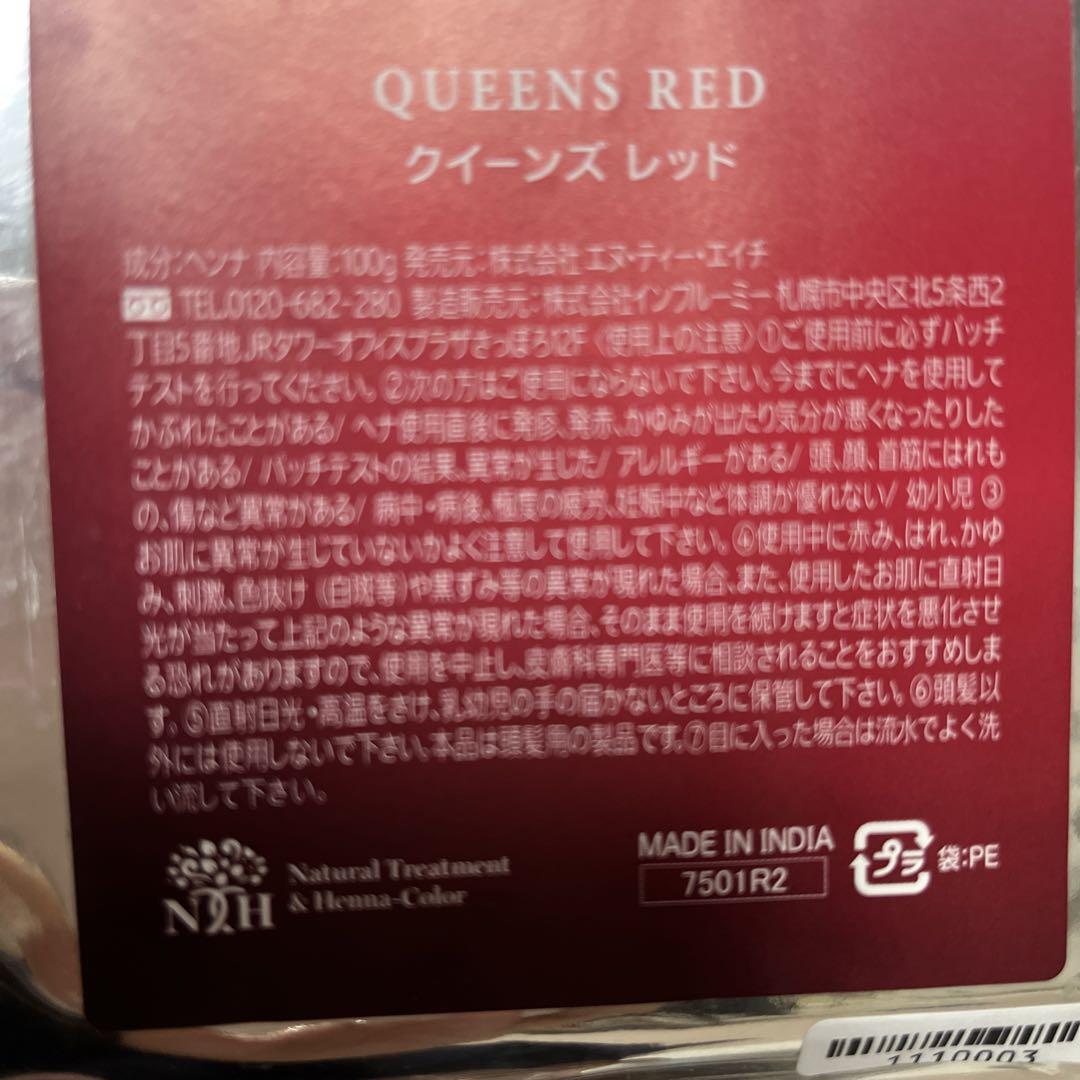 QUEENS RED
クイーンズ レッド
成分:ヘンナ 内容量:100g 発売元:株式会社 エヌ・ティー・エイチ
TEL.0120-682-280 製造販売元:株式会社インブルーミー 札幌市中央区北5条西2
丁目5番地JRタワーオフィスプラザさっぽろ12F〈使用上の注意〉①ご使用前に必ずパッチ
テストを行ってください。②次の方はご使用にならないで下さい。今までにヘナを使用して
かぶれたことがある/ ヘナ使用直後に発疹、発赤、かゆみが出たり気分が悪くなったりした
ことがある/ パッチテストの結果、異常が生じた/ アレルギーがある/ 頭、顔、首筋にはれも
の、傷など異常がある/ 病中・病後、極度の疲労、妊娠中など体調が優れない/ 幼小児 ③
お肌に異常が生じていないかよく注意して使用して下さい。④使用中に赤み、はれ、かゆ
み、刺激、色抜け（白斑等）や黒ずみ等の異常が現れた場合、また、使用したお肌に直射日
光が当たって上記のような異常が現れた場合、そのまま使用を続けますと症状を悪化させ
る恐れがありますので、使用を中止し、皮膚科専門医等に相談されることをおすすめしま
す。⑤直射日光・高温をさけ、乳幼児の手の届かないところに保管して下さい。⑥頭髪以
外には使用しないで下さい。本品は頭髪用の製品です。⑦目に入った場合は流水でよく洗
い流して下さい。
NTH
Natural Treatment
& Henna-Color
MADE IN INDIA
7501R2
プラ
袋:PE
1110003